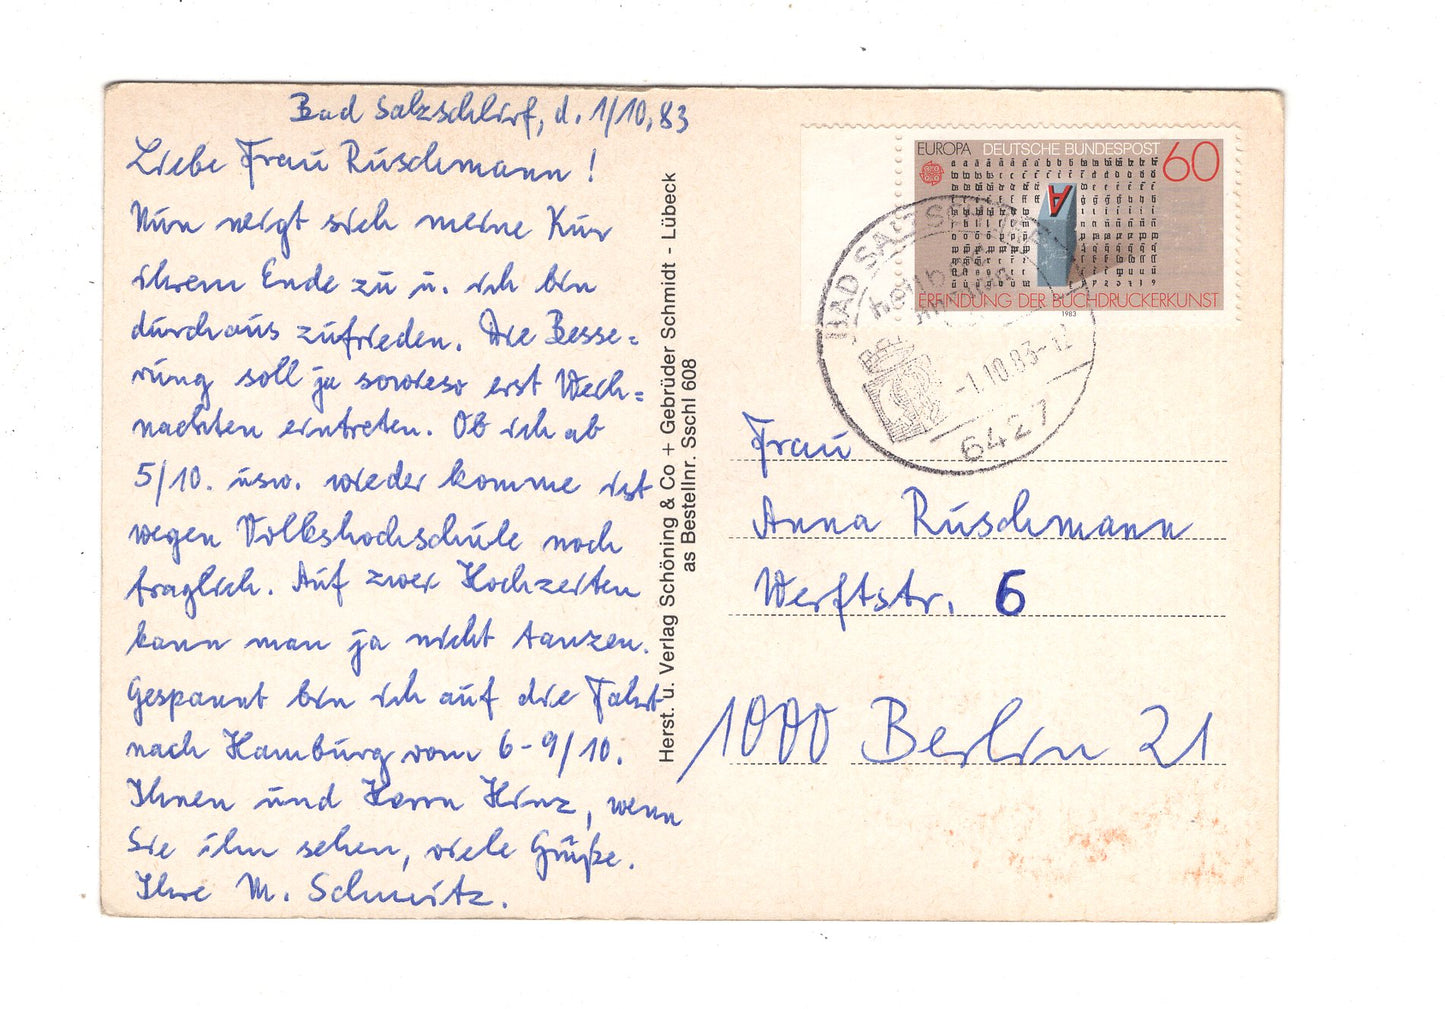 Bad Salzschlirf, d. 1/10.83
Liebe Frau Ruschmann!
Nun neigt sich meine Kur
ihrem Ende zu u. ich bin
durchaus zufrieden. Die Besse=
rung soll ja sowieso erst Weih=
nachten eintreten. Ob ich ab
5/10. usw. wieder komme ist
wegen Volkshochschule noch
fraglich. Auf zwei Hochzeiten
kann man ja nicht tanzen.
Gespannt bin ich auf die Fahrt
nach Hamburg vom 6-9/10.
Ihnen und Herrn Hinz, wenn
Sie ihn sehen, viele Grüße.
Ihre M. Schmitz.
Herst. u. Verlag Schöning & Co + Gebrüder Schmidt - Lübeck
as Bestellnr. Sschl 608
EUROPA DEUTSCHE BUNDESPOST 60
A
ERFINDUNG DER BUCHDRUCKERKUNST
1983
BAD SALZSCHLIRF
-1.10.83-12
6427
Frau
Anna Ruschmann
Werftstr. 6
1000 Berlin 21